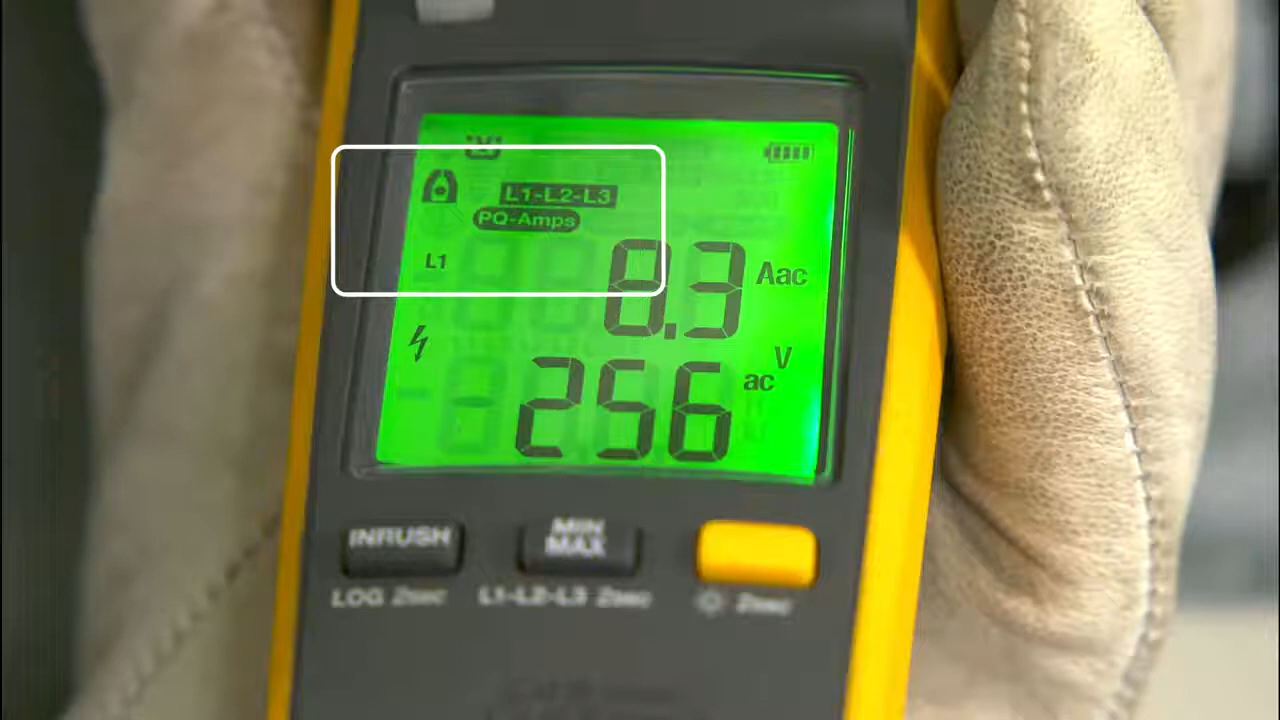 L1-L2-L3
PQ-Amps
L1
8.3 Aac
256 V ac
INRUSH
MIN
MAX
LOG 2sec
L1-L2-L3 2sec
2sec